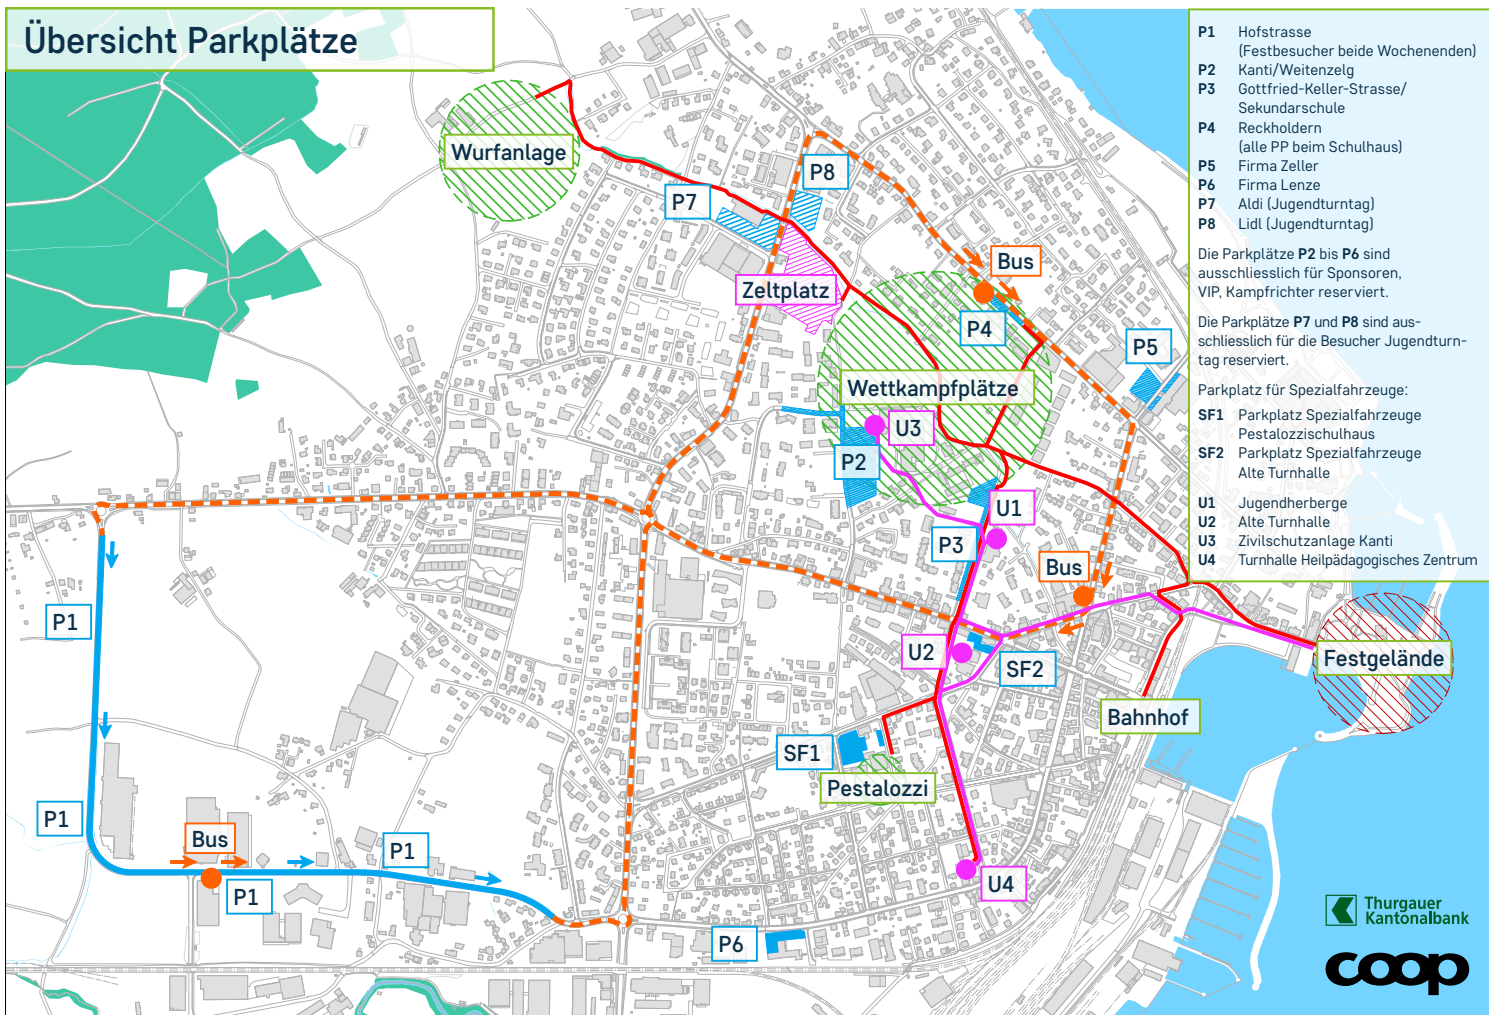 Übersicht Parkplätze
P1 Hofstrasse
(Festbesucher beide Wochenenden)
P2 Kanti/Weitenzelg
P3 Gottfried-Keller-Strasse/
Sekundarschule
P4 Reckholdern
(alle PP beim Schulhaus)
P5 Firma Zeller
P6 Firma Lenze
P7 Aldi (Jugendturntag)
P8 Lidl (Jugendturntag)
Die Parkplätze P2 bis P6 sind
ausschliesslich für Sponsoren,
VIP, Kampfrichter reserviert.
Die Parkplätze P7 und P8 sind aus-
schliesslich für die Besucher Jugendturn-
tag reserviert.
Parkplatz für Spezialfahrzeuge:
SF1 Parkplatz Spezialfahrzeuge
Pestalozzischulhaus
SF2 Parkplatz Spezialfahrzeuge
Alte Turnhalle
U1 Jugendherberge
U2 Alte Turnhalle
U3 Zivilschutzanlage Kanti
U4 Turnhalle Heilpädagogisches Zentrum
Wurfanlage
P8
P7
Bus
Zeltplatz
P4
P5
Wettkampfplätze
U3
P2
U1
P3
Bus
P1
U2
SF2
Festgelände
Bahnhof
SF1
Pestalozzi
P1
Bus
P1
P1
U4
P6
Thurgauer
Kantonalbank
coop